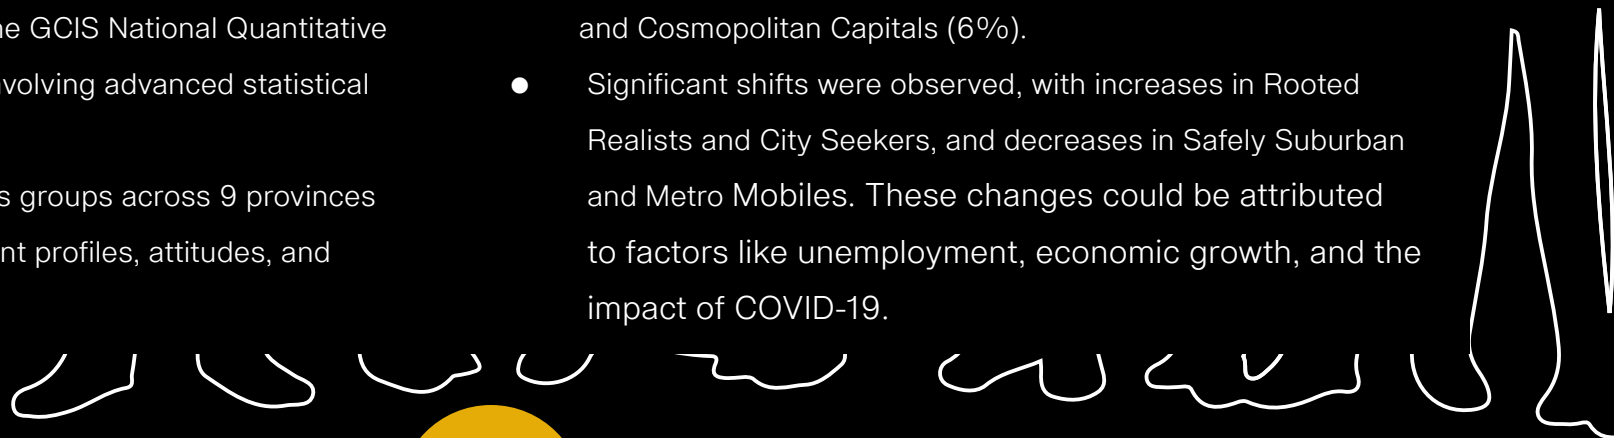 GCIS National Quantitative
advanced statistical
groups across 9 provinces
profiles, attitudes, and
and Cosmopolitan Capitals (6%).
● Significant shifts were observed, with increases in Rooted
Realists and City Seekers, and decreases in Safely Suburban
and Metro Mobiles. These changes could be attributed
to factors like unemployment, economic growth, and the
impact of COVID-19.